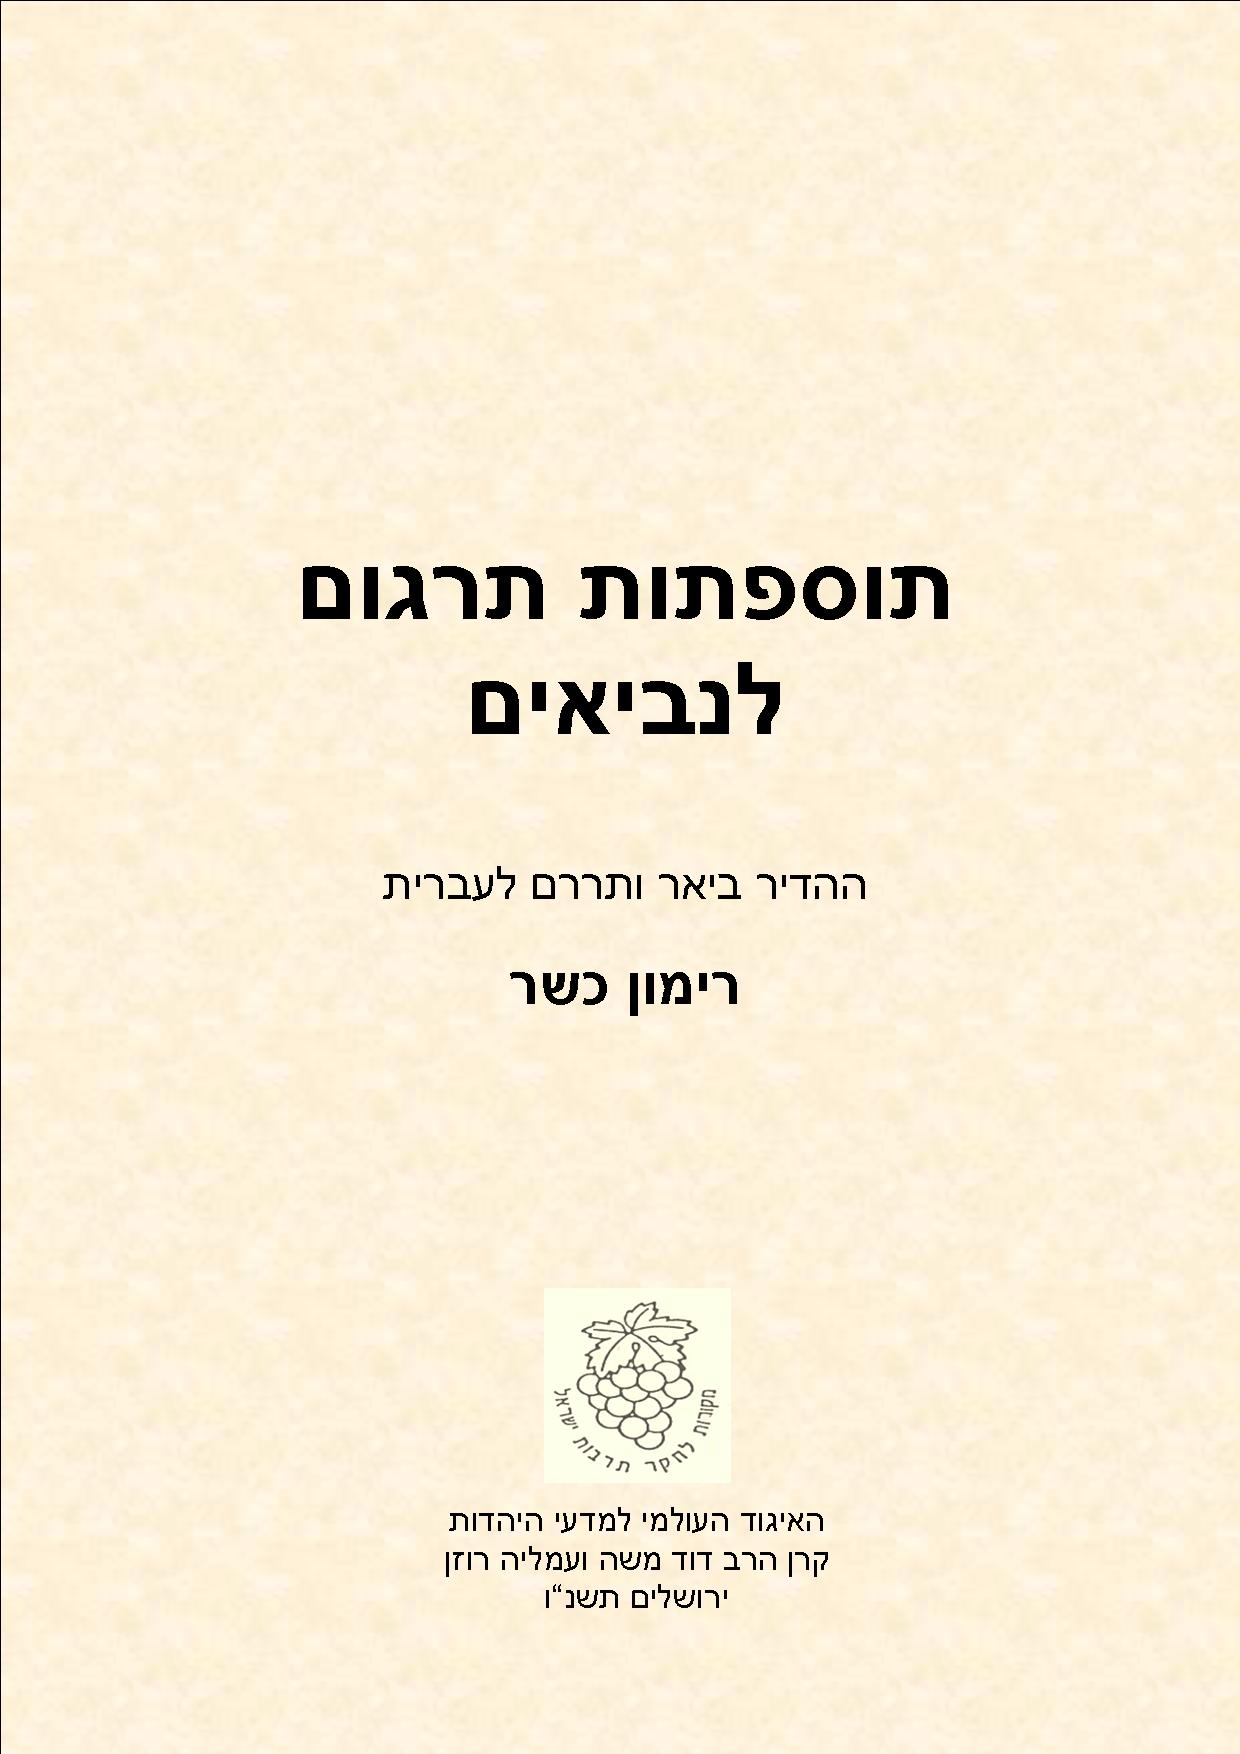 תוספתות תרגום
לנביאים
ההדיר ביאר ותררם לעברית
רימון כשר
מקורות לחקר תרבות ישראל
האיגוד העולמי למדעי היהדות
קרן הרב דוד משה ועמליה רוזן
ירושלים תשנ“ו